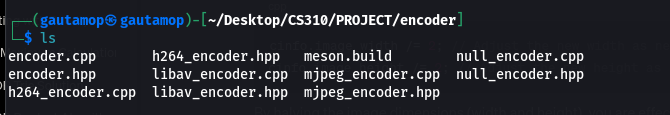 ┌──(gautamop㉿gautamop)-[~/Desktop/CS310/PROJECT/encoder]
└─$ ls
encoder.cpp h264_encoder.hpp meson.build null_encoder.cpp
encoder.hpp libav_encoder.cpp mjpeg_encoder.cpp null_encoder.hpp
h264_encoder.cpp libav_encoder.hpp mjpeg_encoder.hpp